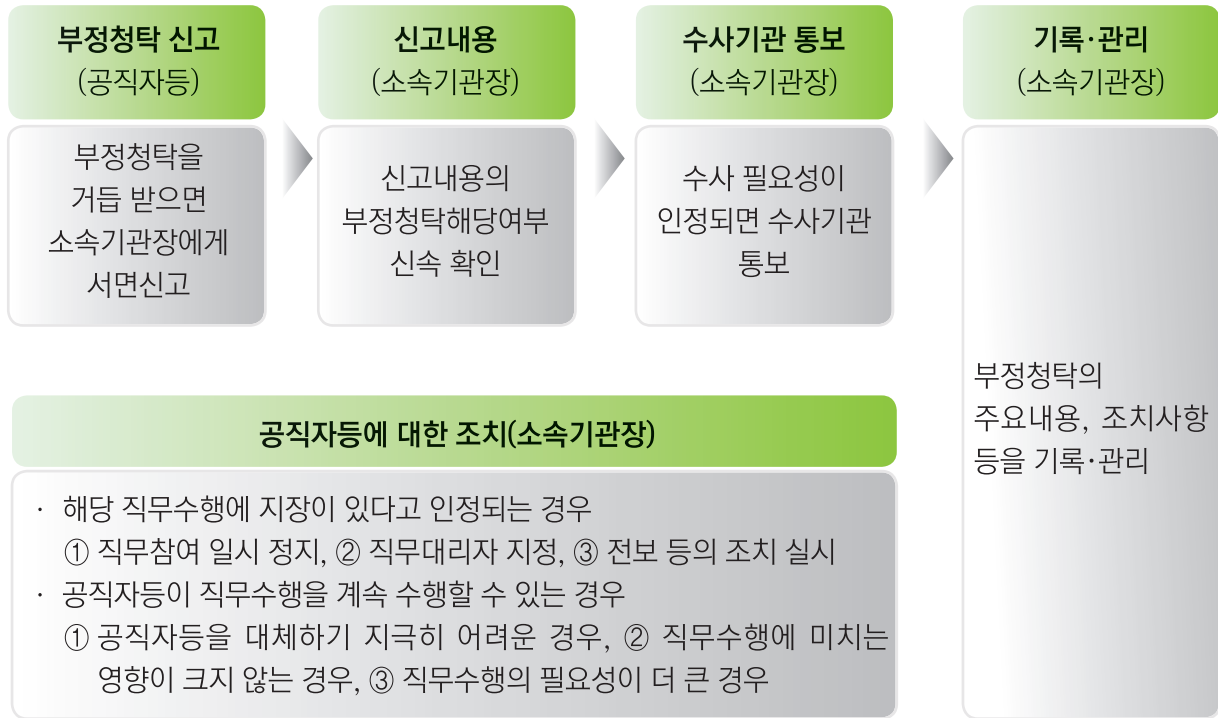 부정청탁 신고
(공직자등)
부정청탁을
거듭 받으면
소속기관장에게
서면신고
신고내용
(소속기관장)
신고내용의
부정청탁해당여부
신속 확인
수사기관 통보
(소속기관장)
수사 필요성이
인정되면 수사기관
통보
기록·관리
(소속기관장)
부정청탁의
주요내용, 조치사항
등을 기록·관리
공직자등에 대한 조치(소속기관장)
· 해당 직무수행에 지장이 있다고 인정되는 경우
① 직무참여 일시 정지, ② 직무대리자 지정, ③ 전보 등의 조치 실시
· 공직자등이 직무수행을 계속 수행할 수 있는 경우
① 공직자등을 대체하기 지극히 어려운 경우, ② 직무수행에 미치는
영향이 크지 않는 경우, ③ 직무수행의 필요성이 더 큰 경우